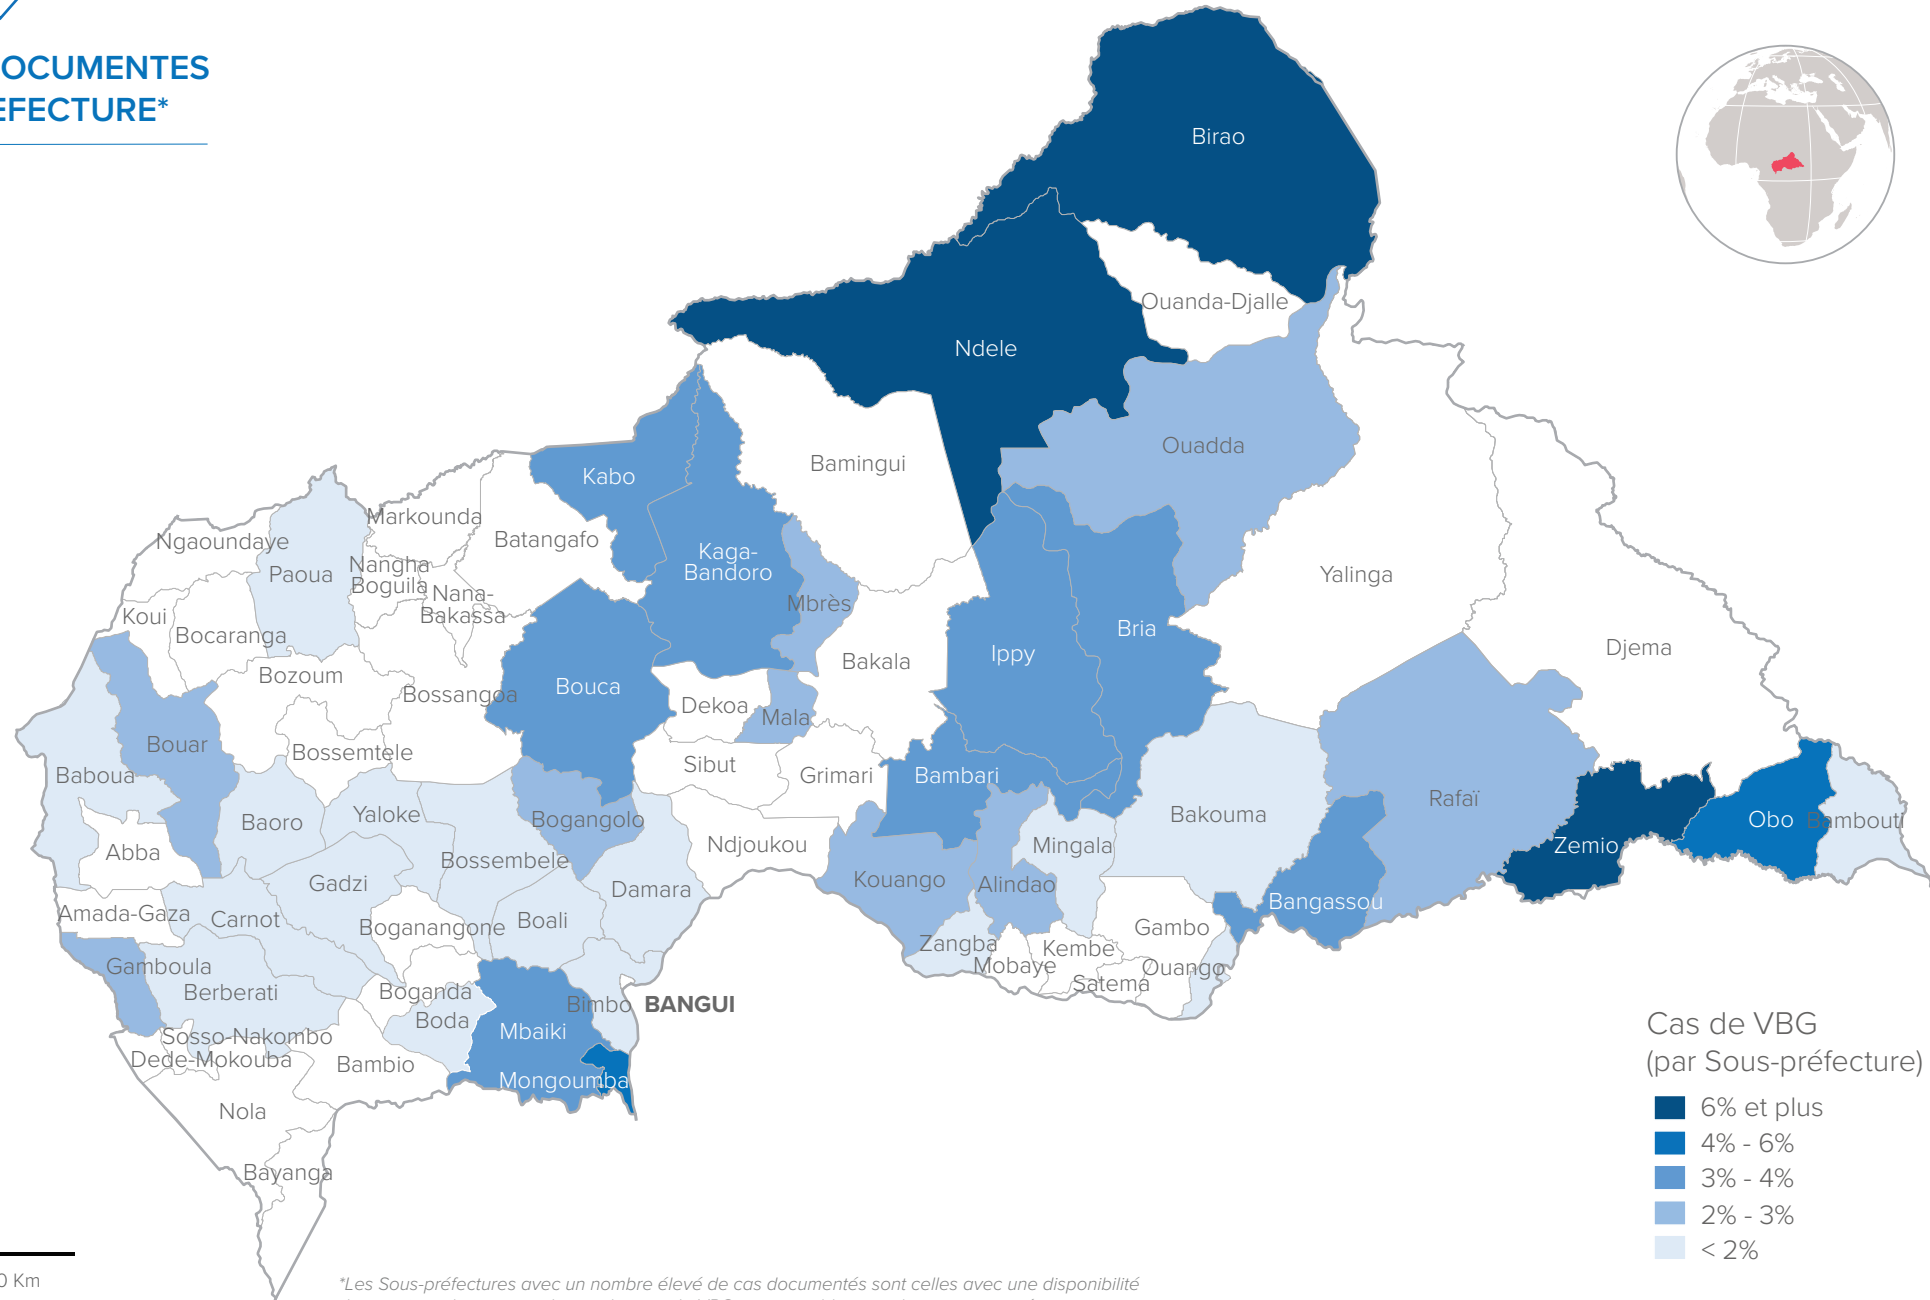 OCUMENTES
EFECTURE*
Birao
Ouanda-Djalle
Ndele
Ouadda
Bamingui
Kabo
Markounda
Batangafo
Ngaoundaye
Paoua
Nangha
Boguila
Kaga-
Bandoro
Yalinga
Nana-
Bakassa
Mbrès
Koui
Bocaranga
Bria
Djema
Ippy
Bakala
Bozoum
Bossangoa
Bouca
Dekoa
Mala
Bouar
Bossemtele
Sibut
Baboua
Grimari
Bambari
Rafaï
Yaloke
Baoro
Bogangolo
Bakouma
Obo
Bambouti
Abba
Ndjoukou
Mingala
Zemio
Bossembele
Gadzi
Damara
Kouango
Alindao
Bangassou
Amada-Gaza
Carnot
Boganangone
Boali
Gambo
Zangba
Kembe
Gamboula
Mobaye
Ouango
Satema
Berberati
Boganda
Bimbo
BANGUI
Boda
Mbaiki
Sosso-Nakombo
Dede-Mokouba
Bambio
Mongoumba
Nola
Bayanga
Cas de VBG
(par Sous-préfecture)
6% et plus
4% - 6%
3% - 4%
2% - 3%
< 2%
0 Km
*Les Sous-préfectures avec un nombre élevé de cas documentés sont celles avec une disponibilité